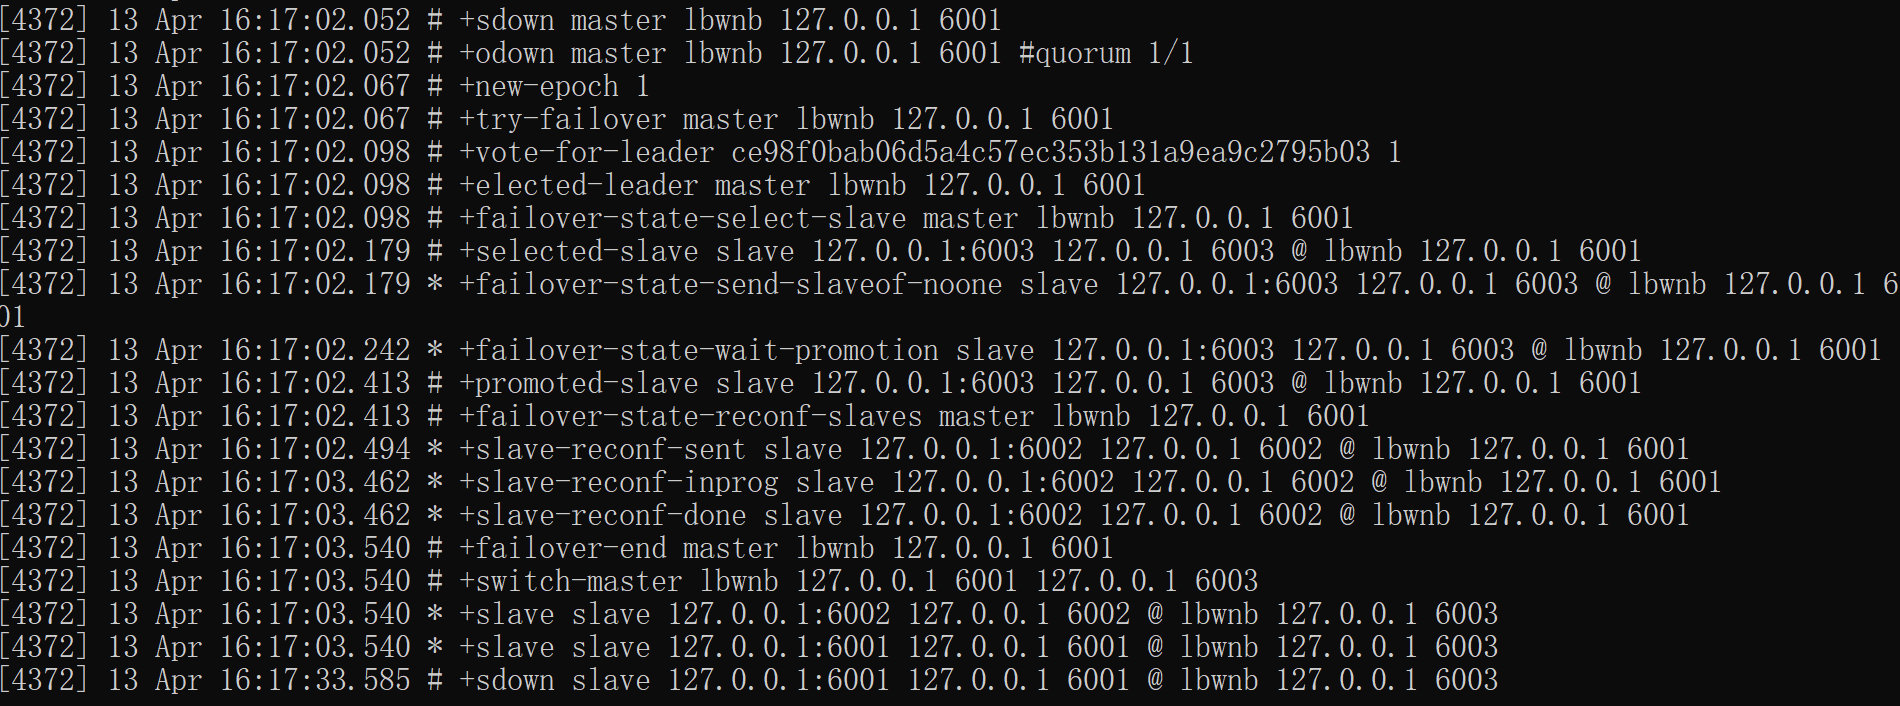 [4372] 13 Apr 16:17:02.052 # +sdown master lbwnb 127.0.0.1 6001
[4372] 13 Apr 16:17:02.052 # +odown master lbwnb 127.0.0.1 6001 #quorum 1/1
[4372] 13 Apr 16:17:02.067 # +new-epoch 1
[4372] 13 Apr 16:17:02.067 # +try-failover master lbwnb 127.0.0.1 6001
[4372] 13 Apr 16:17:02.098 # +vote-for-leader ce98f0bab06d5a4c57ec353b131a9ea9c2795b03 1
[4372] 13 Apr 16:17:02.098 # +elected-leader master lbwnb 127.0.0.1 6001
[4372] 13 Apr 16:17:02.098 # +failover-state-select-slave master lbwnb 127.0.0.1 6001
[4372] 13 Apr 16:17:02.179 # +selected-slave slave 127.0.0.1:6003 127.0.0.1 6003 @ lbwnb 127.0.0.1 6001
[4372] 13 Apr 16:17:02.179 * +failover-state-send-slaveof-noone slave 127.0.0.1:6003 127.0.0.1 6003 @ lbwnb 127.0.0.1 6
01
[4372] 13 Apr 16:17:02.242 * +failover-state-wait-promotion slave 127.0.0.1:6003 127.0.0.1 6003 @ lbwnb 127.0.0.1 6001
[4372] 13 Apr 16:17:02.413 # +promoted-slave slave 127.0.0.1:6003 127.0.0.1 6003 @ lbwnb 127.0.0.1 6001
[4372] 13 Apr 16:17:02.413 # +failover-state-reconf-slaves master lbwnb 127.0.0.1 6001
[4372] 13 Apr 16:17:02.494 * +slave-reconf-sent slave 127.0.0.1:6002 127.0.0.1 6002 @ lbwnb 127.0.0.1 6001
[4372] 13 Apr 16:17:03.462 * +slave-reconf-inprog slave 127.0.0.1:6002 127.0.0.1 6002 @ lbwnb 127.0.0.1 6001
[4372] 13 Apr 16:17:03.462 * +slave-reconf-done slave 127.0.0.1:6002 127.0.0.1 6002 @ lbwnb 127.0.0.1 6001
[4372] 13 Apr 16:17:03.540 # +failover-end master lbwnb 127.0.0.1 6001
[4372] 13 Apr 16:17:03.540 # +switch-master lbwnb 127.0.0.1 6001 127.0.0.1 6003
[4372] 13 Apr 16:17:03.540 * +slave slave 127.0.0.1:6002 127.0.0.1 6002 @ lbwnb 127.0.0.1 6003
[4372] 13 Apr 16:17:03.540 * +slave slave 127.0.0.1:6001 127.0.0.1 6001 @ lbwnb 127.0.0.1 6003
[4372] 13 Apr 16:17:33.585 # +sdown slave 127.0.0.1:6001 127.0.0.1 6001 @ lbwnb 127.0.0.1 6003